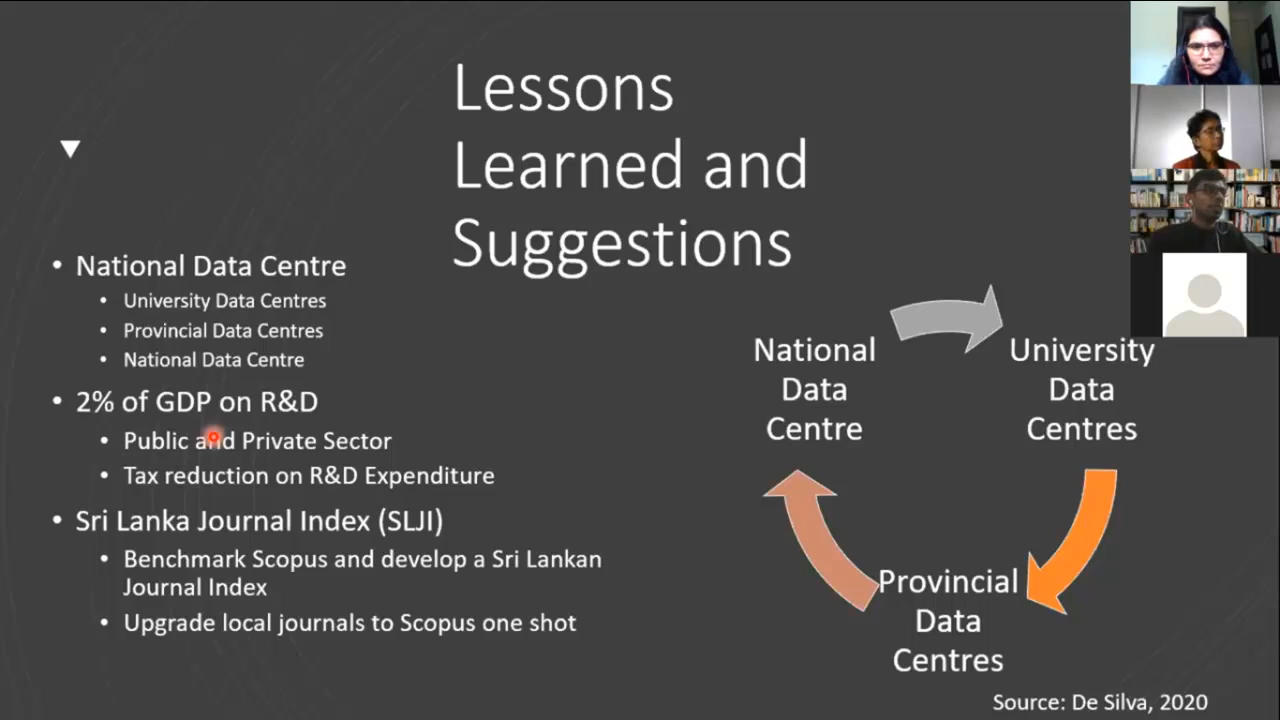 Lessons
Learned and
Suggestions
• National Data Centre
• University Data Centres
• Provincial Data Centres
• National Data Centre
• 2% of GDP on R&D
• Public and Private Sector
• Tax reduction on R&D Expenditure
• Sri Lanka Journal Index (SLJI)
• Benchmark Scopus and develop a Sri Lankan
Journal Index
• Upgrade local journals to Scopus one shot
National
Data
Centre
University
Data
Centres
Provincial
Data
Centres
Source: De Silva, 2020